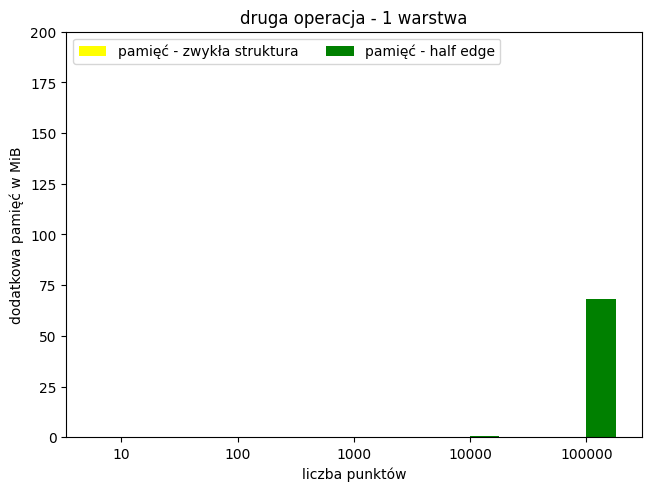 druga operacja - 1 warstwa
pamięć - zwykła struktura
pamięć - half edge
dodatkowa pamięć w MiB
200
175
150
125
100
75
50
25
0
10 100 1000 10000 100000
liczba punktów